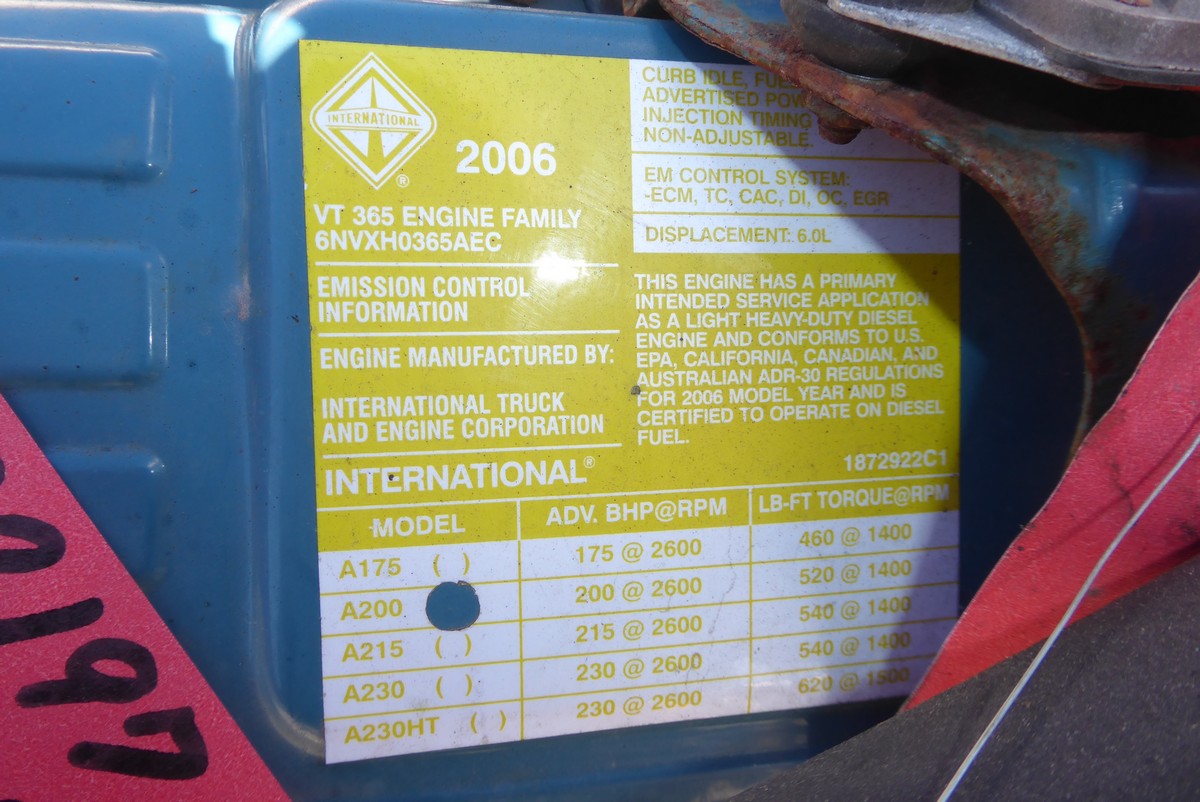 INTERNATIONAL
®
2006
VT 365 ENGINE FAMILY
6NVXH0365AEC
EMISSION CONTROL
INFORMATION
ENGINE MANUFACTURED BY:
INTERNATIONAL TRUCK
AND ENGINE CORPORATION
INTERNATIONAL®
CURB IDLE,
ADVERTISED
INJECTION TIMING
NON-ADJUSTABLE.
EM CONTROL SYSTEM:
-ECM, TC, CAC, DI, OC, EGR
DISPLACEMENT: 6.0L
THIS ENGINE HAS A PRIMARY
INTENDED SERVICE APPLICATION
AS A LIGHT HEAVY-DUTY DIESEL
ENGINE AND CONFORMS TO U.S.
EPA, CALIFORNIA, CANADIAN, AND
AUSTRALIAN ADR-30 REGULATIONS
FOR 2006 MODEL YEAR AND IS
CERTIFIED TO OPERATE ON DIESEL
FUEL.
1872922C1
MODEL ADV. BHP@RPM LB-FT TORQUE@RPM
A175 ( ) 175 @ 2600 460 @ 1400
A200 200 @ 2600 520 @ 1400
A215 ( ) 215 @ 2600 540 @ 1400
A230 ( ) 230 @ 2600 540 @ 1400
A230HT ( ) 230 @ 2600 620 @ 1500